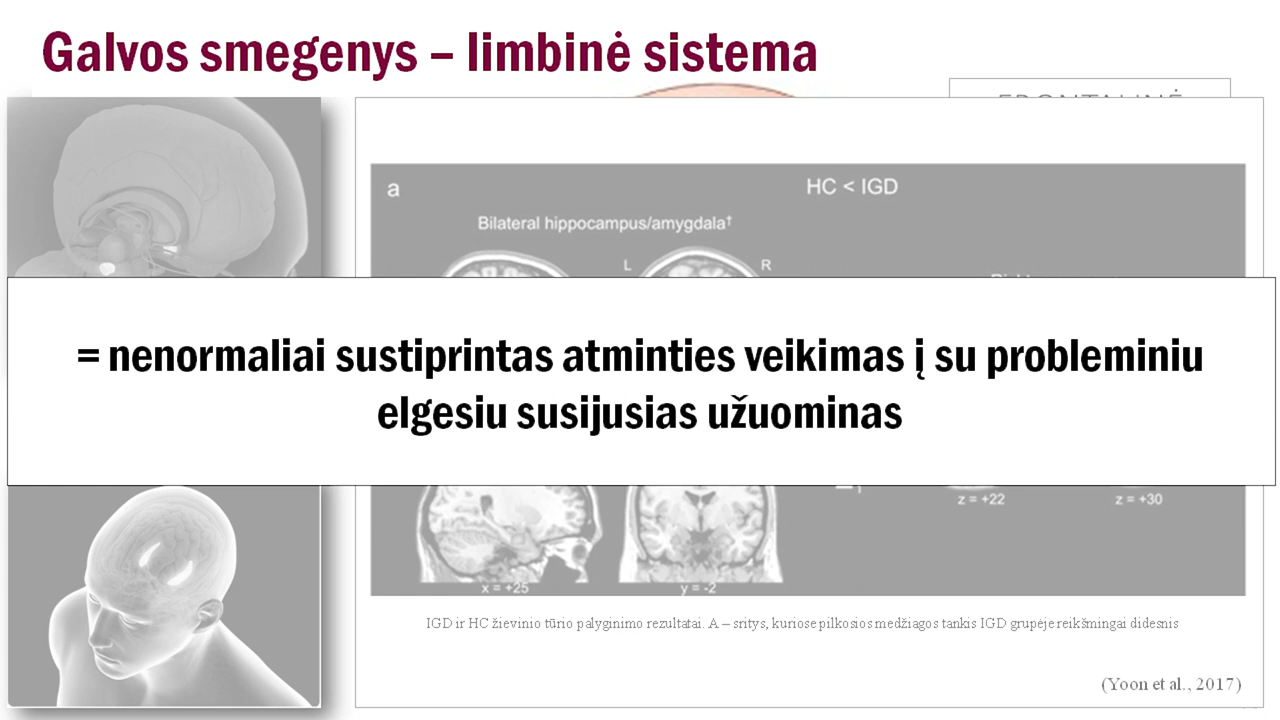 Galvos smegenys – limbinė sistema
a
HC < IGD
Bilateral hippocampus/amygdala†
L
R
= nenormaliai sustiprintas atminties veikimas į su probleminiu
elgesiu susijusias užuominas
z = +22
z = +30
x = +25
y = -2
IGD ir HC žievinio tūrio palyginimo rezultatai. A – sritys, kuriose pilkosios medžiagos tankis IGD grupėje reikšmingai didesnis
(Yoon et al., 2017)